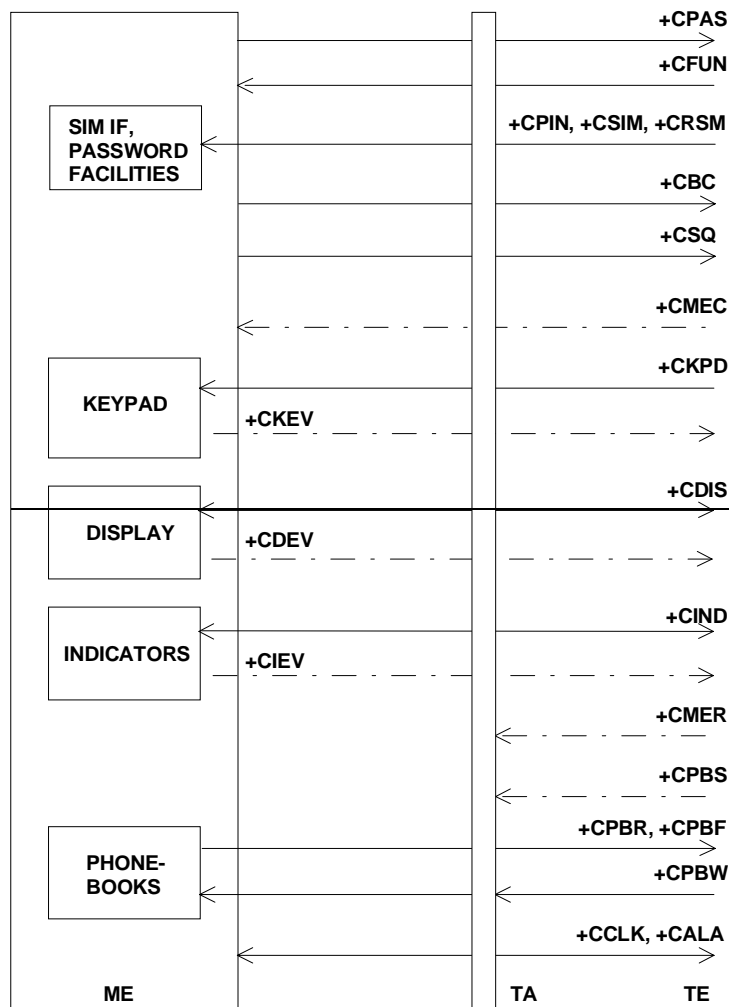 +CPAS
+CFUN
SIM IF,
PASSWORD
FACILITIES
+CPIN, +CSIM, +CRSM
+CBC
+CSQ
+CMEC
+CKPD
KEYPAD
+CKEV
+CDIS
DISPLAY
+CDEV
+CIND
INDICATORS
+CIEV
+CMER
+CPBS
+CPBR, +CPBF
PHONE-
BOOKS
+CPBW
+CCLK, +CALA
ME TA TE